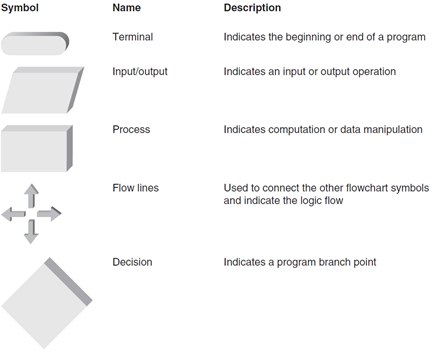 Symbol Name Description
Terminal Indicates the beginning or end of a program
Input/output Indicates an input or output operation
Process Indicates computation or data manipulation
Flow lines Used to connect the other flowchart symbols
and indicate the logic flow
Decision Indicates a program branch point